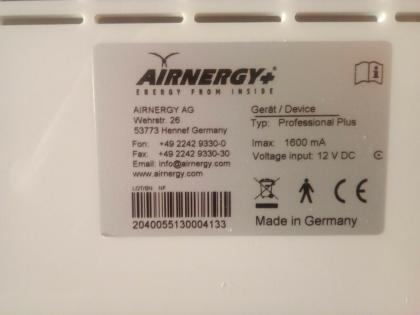 AIRNERGY+
ENERGY FROM INSIDE
AIRNERGY AG
Wehrstr. 26
53773 Hennef Germany
Fon: +49 2242 9330-0
Fax: +49 2242 9330-30
Email: info@airnergy.com
www.airnergy.com
LOT/SN NF
2040055130004133
Gerät / Device
Typ: Professional Plus
Imax: 1600 mA
Voltage input: 12 V DC
CE
Made in Germany